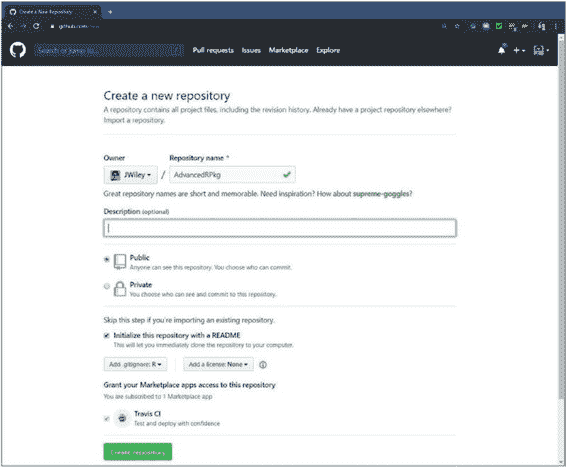 Create a New Repository
github.com/new
Search or jump to...
Pull requests Issues Marketplace Explore
Create a new repository
A repository contains all project files, including the revision history. Already have a project repository elsewhere?
Import a repository.
Owner Repository name *
JWiley / AdvancedRPkg
Great repository names are short and memorable. Need inspiration? How about supreme-goggles?
Description (optional)
Public
Anyone can see this repository. You choose who can commit.
Private
You choose who can see and commit to this repository.
Skip this step if you're importing an existing repository.
Initialize this repository with a README
This will let you immediately clone the repository to your computer.
Add .gitignore: R Add a license: None
Grant your Marketplace apps access to this repository
You are subscribed to 1 Marketplace app
Travis CI
Test and deploy with confidence
Create repository